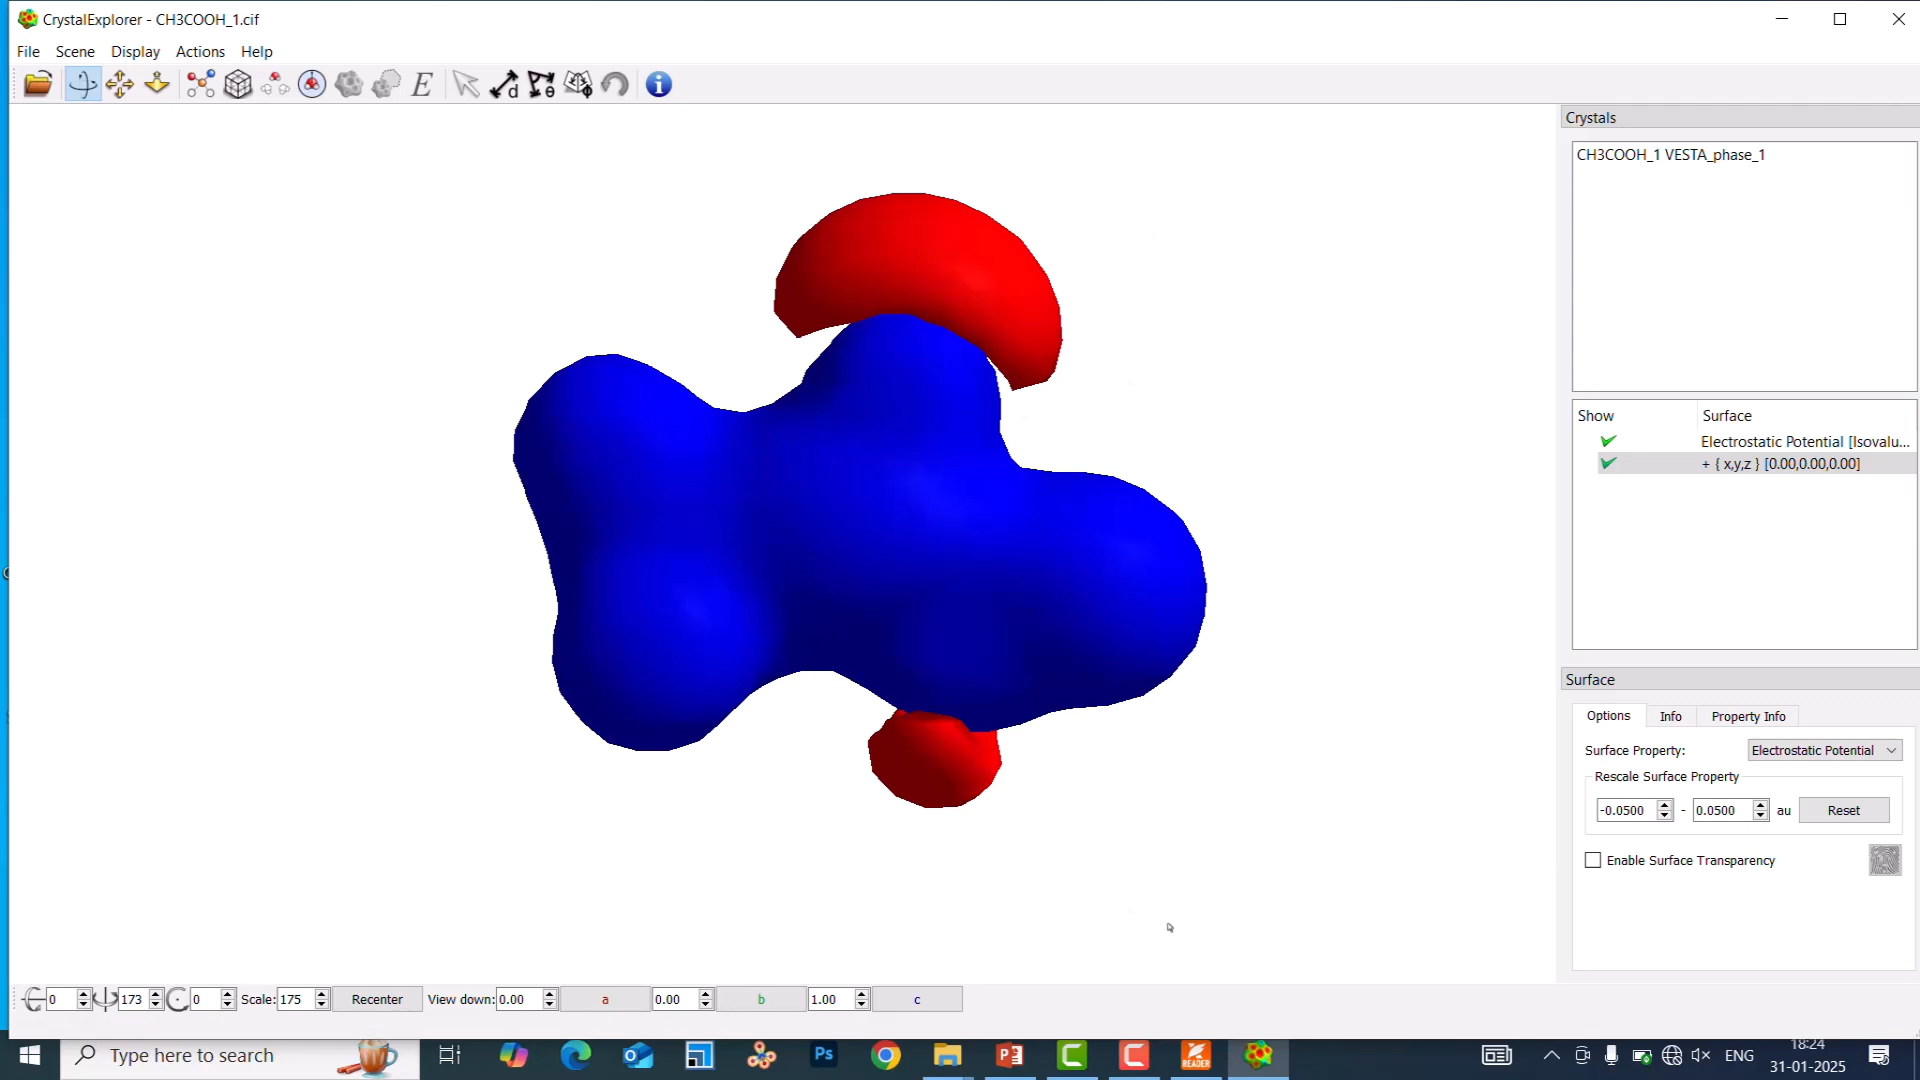 CrystalExplorer - CH3COOH_1.cif
File Scene Display Actions Help
E d θ ϕ i
Crystals
CH3COOH_1 VESTA_phase_1
Show Surface
Electrostatic Potential [Isovalu...
+ { x,y,z } [0.00,0.00,0.00]
Surface
Options Info Property Info
Surface Property: Electrostatic Potential
Rescale Surface Property
-0.0500 - 0.0500 au Reset
Enable Surface Transparency
0 173 0 Scale: 175 Recenter View down: 0.00 a 0.00 b 1.00 c
Type here to search
Ps
READER
ENG
18:24
31-01-2025